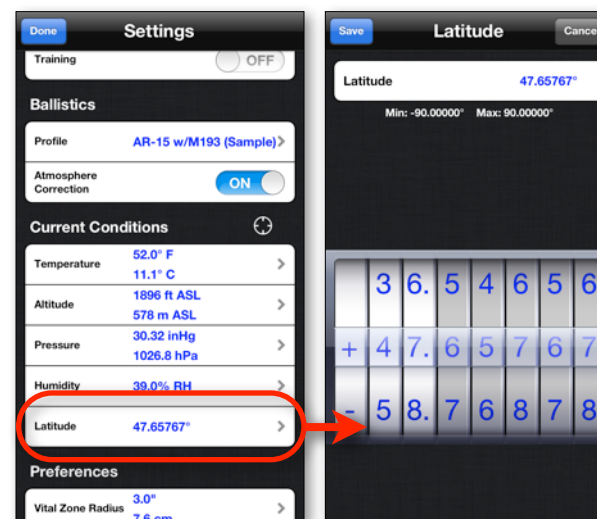 Done Settings
Training OFF
Ballistics
Profile AR-15 w/M193 (Sample)
Atmosphere
Correction ON
Current Conditions
Temperature 52.0° F
11.1° C
Altitude 1896 ft ASL
578 m ASL
Pressure 30.32 inHg
1026.8 hPa
Humidity 39.0% RH
Latitude 47.65767°
Preferences
Vital Zone Radius 3.0"
7.6 cm
Save Latitude Cance
Latitude 47.65767°
Min: -90.00000° Max: 90.00000°
3 6. 5 4 6 5 6
+ 4 7. 6 5 7 6 7
- 5 8. 7 6 8 7 8